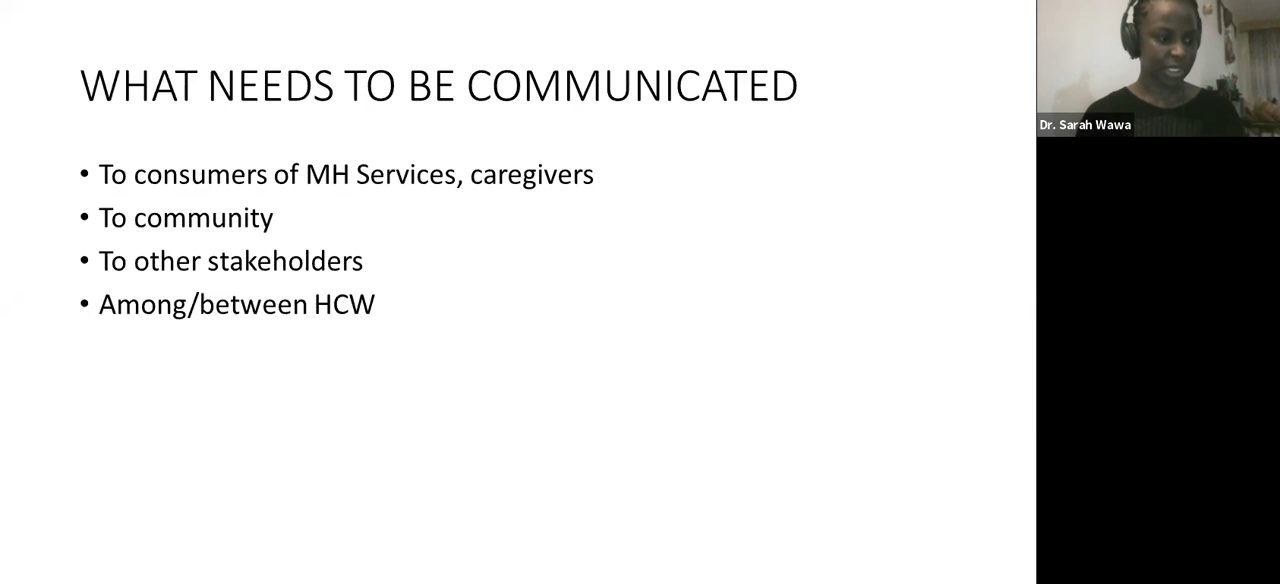 WHAT NEEDS TO BE COMMUNICATED
• To consumers of MH Services, caregivers
• To community
• To other stakeholders
• Among/between HCW
Dr. Sarah Wawa